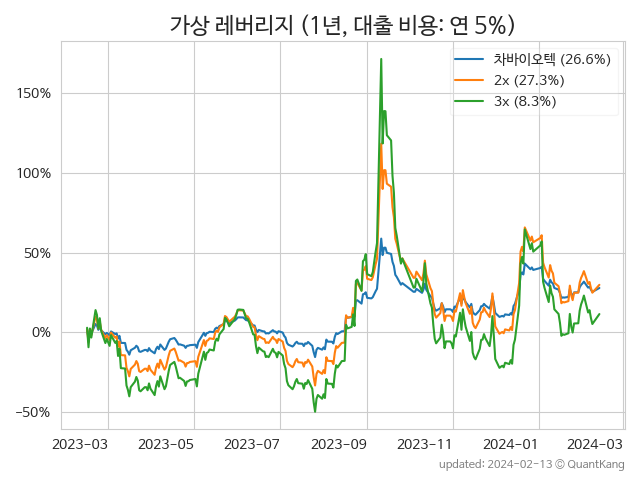 가상 레버리지 (1년, 대출 비용: 연 5%)
차바이오텍 (26.6%)
2x (27.3%)
3x (8.3%)
150%
100%
50%
0%
−50%
2023−03 2023−05 2023−07 2023−09 2023−11 2024−01 2024−03
updated: 2024-02-13 © QuantKang